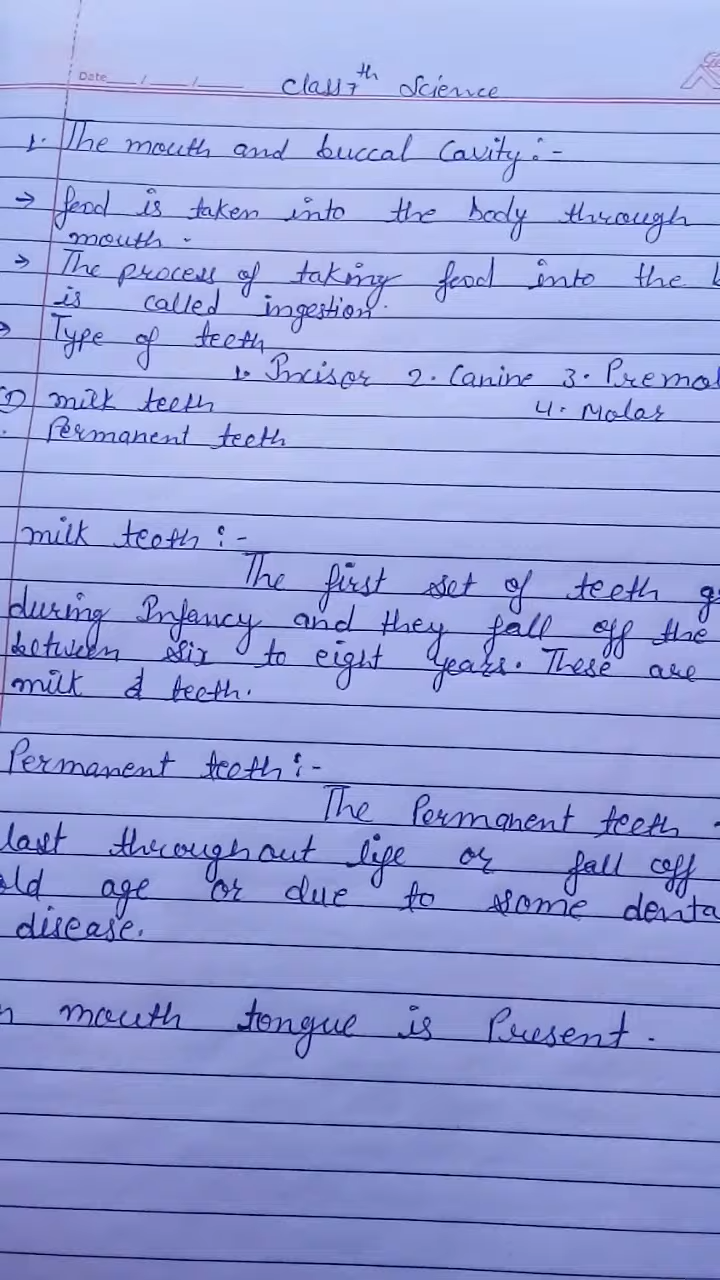 Date / / /
Class 7th Science
1. The mouth and buccal Cavity :-
→ food is taken into the body through
mouth.
→ The process of taking food into the
is called ingestion.
→ Type of teeth
1. Incisor 2. Canine 3. Premol
① milk teeth 4. Molar
Permanent teeth
milk teeth :-
The first set of teeth g
during Infancy and they fall off the
between six to eight years. These are
milk teeth.
Permanent teeth :-
The Permanent teeth
last throughout life or fall off
old age or due to some denta
disease.
n mouth tongue is Present.